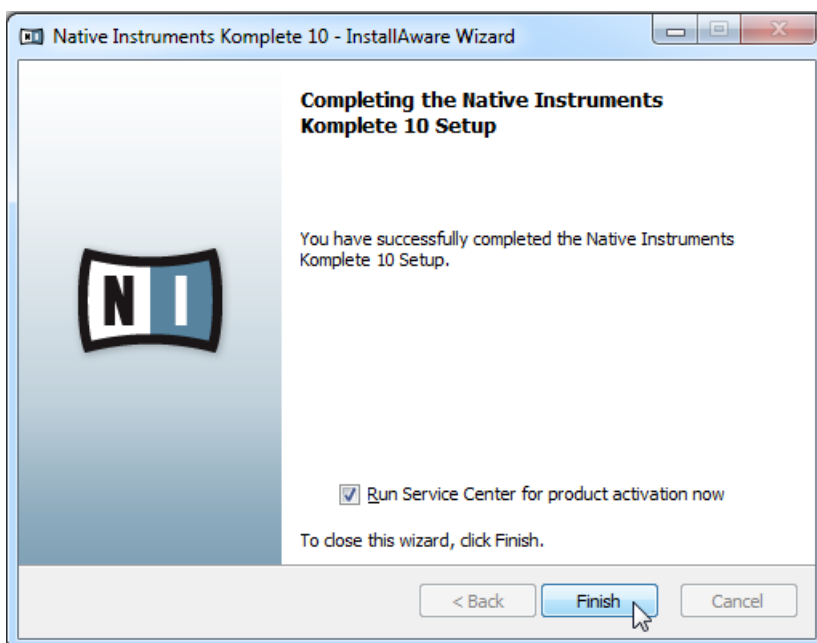 Native Instruments Komplete 10 - InstallAware Wizard
Completing the Native Instruments
Komplete 10 Setup
You have successfully completed the Native Instruments
Komplete 10 Setup.
NI
Run Service Center for product activation now
To close this wizard, click Finish.
< Back
Finish
Cancel